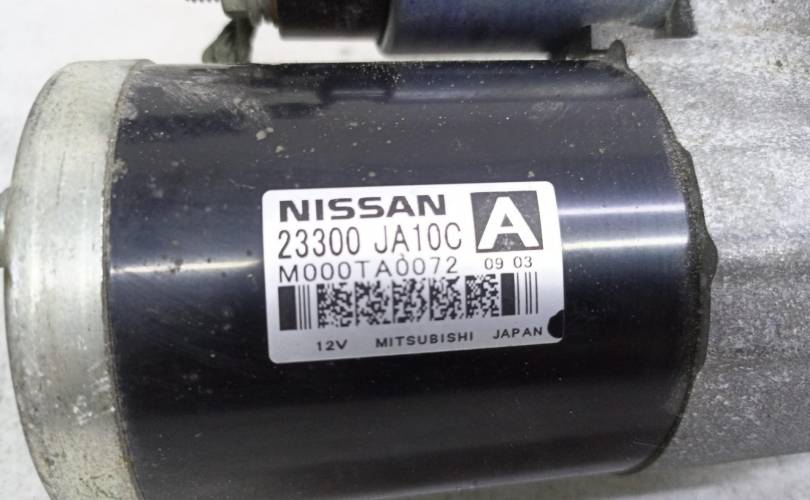 NISSAN A
23300 JA10C
M000TA0072 09 03
12V MITSUBISHI JAPAN